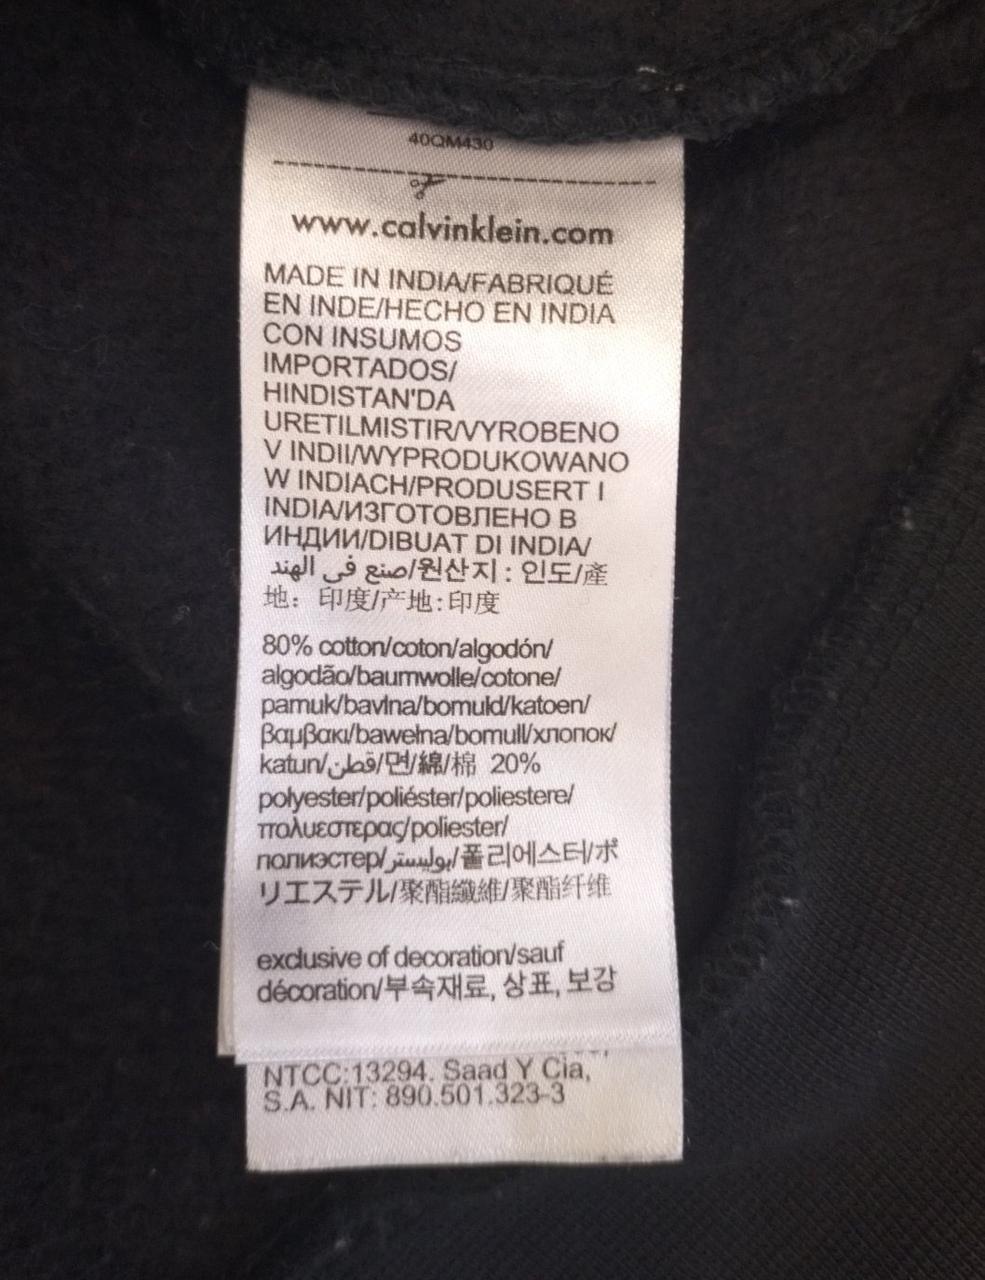 40QM430
www.calvinklein.com
MADE IN INDIA/FABRIQUÉ
EN INDE/HECHO EN INDIA
CON INSUMOS
IMPORTADOS/
HINDISTAN'DA
URETILMISTIR/VYROBENO
V INDII/WYPRODUKOWANO
W INDIACH/PRODUSERT I
INDIA/ИЗГОТОВЛЕНО В
ИНДИИ/DIBUAT DI INDIA/
صنع في الهند/원산지 : 인도/產
地：印度/产地:印度
80% cotton/coton/algodón/
algodão/baumwolle/cotone/
pamuk/bavlna/bomuld/katoen/
βαμβακι/bawełna/bomull/хлопок/
katun/قطن/면/綿/棉 20%
polyester/poliéster/poliestere/
πολυεστερας/poliester/
полиэстер/بوليستر/폴리에스터/ポ
リエステル/聚酯纖維/聚酯纤维
exclusive of decoration/sauf
décoration/부속재료, 상표, 보강
NTCC:13294. Saad Y Cia,
S.A. NIT: 890.501.323-3